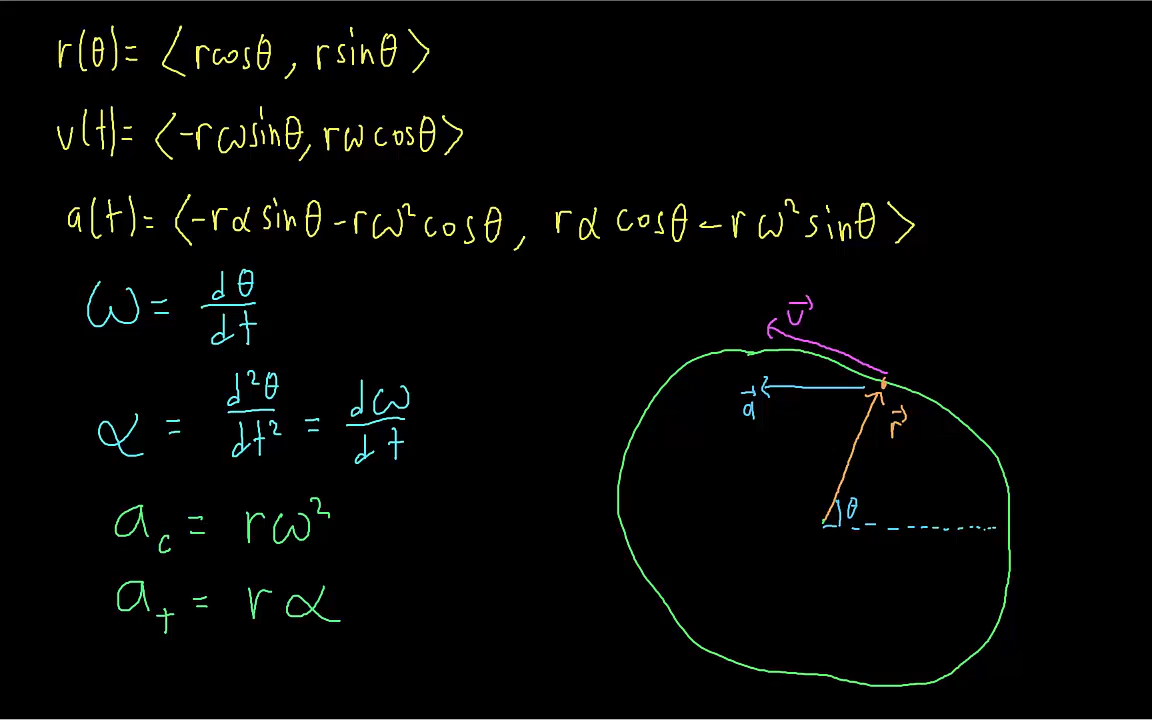 r(θ)= ⟨rcosθ, rsinθ⟩
v(t)= ⟨-rωsinθ, rωcosθ⟩
a(t)= ⟨-rαsinθ-rω²cosθ, rαcosθ-rω²sinθ⟩
ω = dθ/dt
α = d²θ/dt² = dω/dt
a_c = rω²
a_t = rα
v⃗
a⃗
r⃗
θ